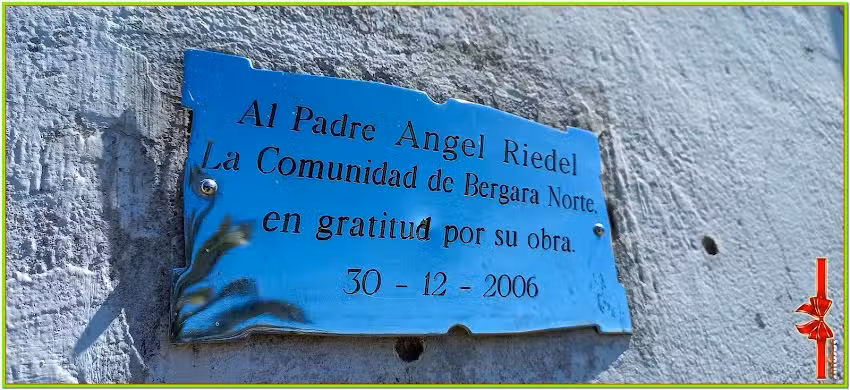 Al Padre Angel Riedel
La Comunidad de Bergara Norte.
en gratitud por su obra.
30 - 12 - 2006